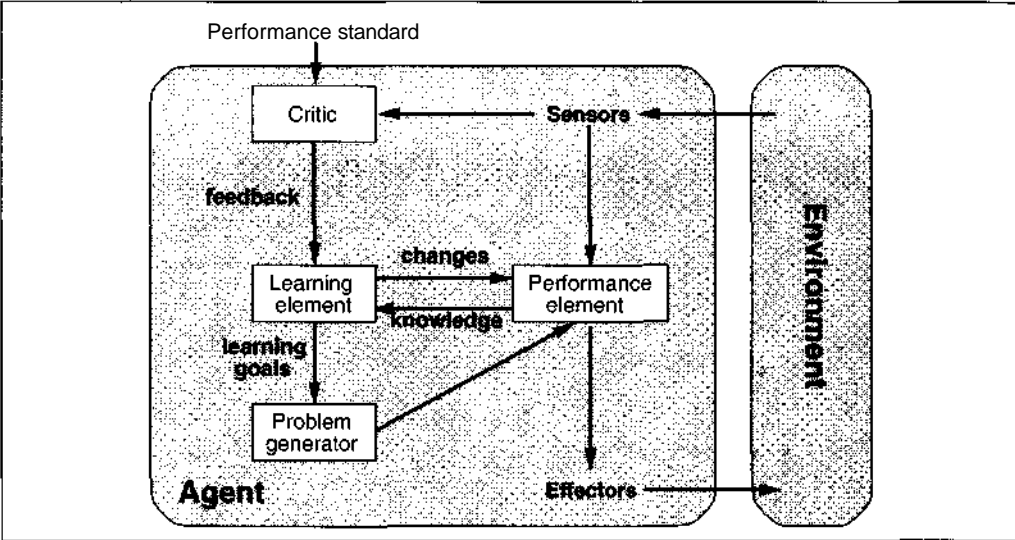 Performance standard
Critic
Sensors
feedback
changes
Learning
element
Performance
element
knowledge
learning
goals
Problem
generator
Agent
Effectors
Environment